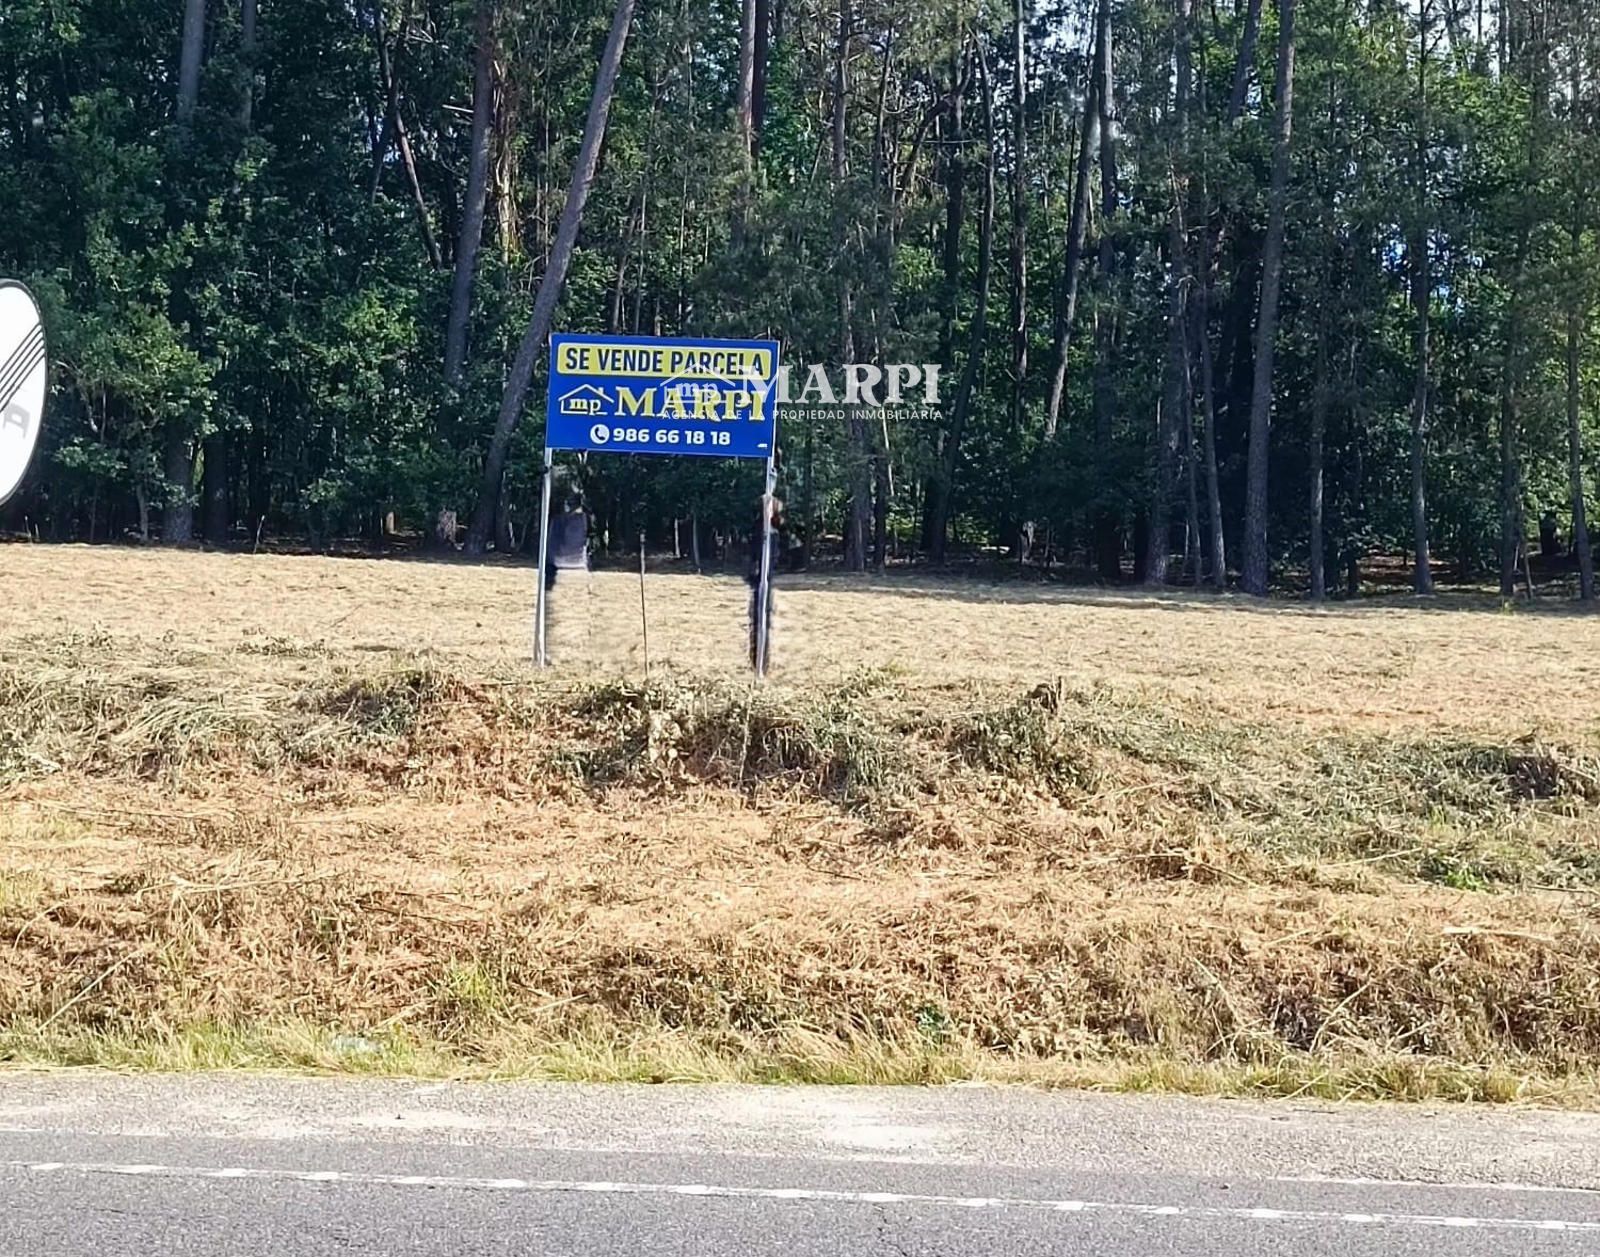 SE VENDE PARCELA
mp MARPI
986 66 18 18
mp MARPI
AGENCIA DE LA PROPIEDAD INMOBILIARIA